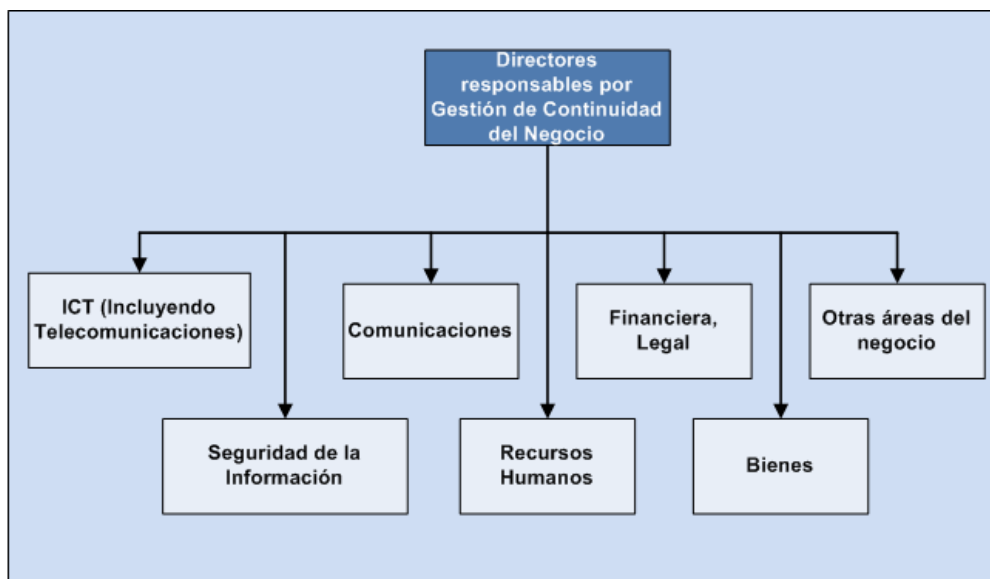 Directores
responsables por
Gestión de Continuidad
del Negocio
ICT (Incluyendo
Telecomunicaciones)
Comunicaciones
Financiera,
Legal
Otras áreas del
negocio
Seguridad de la
Información
Recursos
Humanos
Bienes